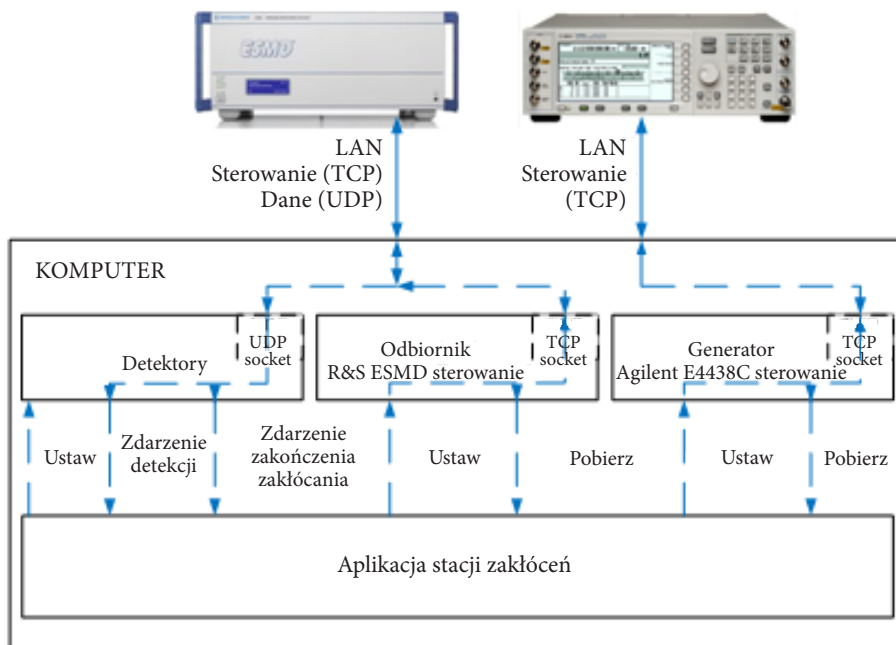 ESMD
LAN
Sterowanie (TCP)
Dane (UDP)
LAN
Sterowanie
(TCP)
KOMPUTER
Detektory
UDP
socket
Odbiornik
R&S ESMD sterowanie
TCP
socket
Generator
Agilent E4438C sterowanie
TCP
socket
Ustaw
Zdarzenie
detekcji
Zdarzenie
zakończenia
zakłócania
Ustaw
Pobierz
Ustaw
Pobierz
Aplikacja stacji zakłóceń